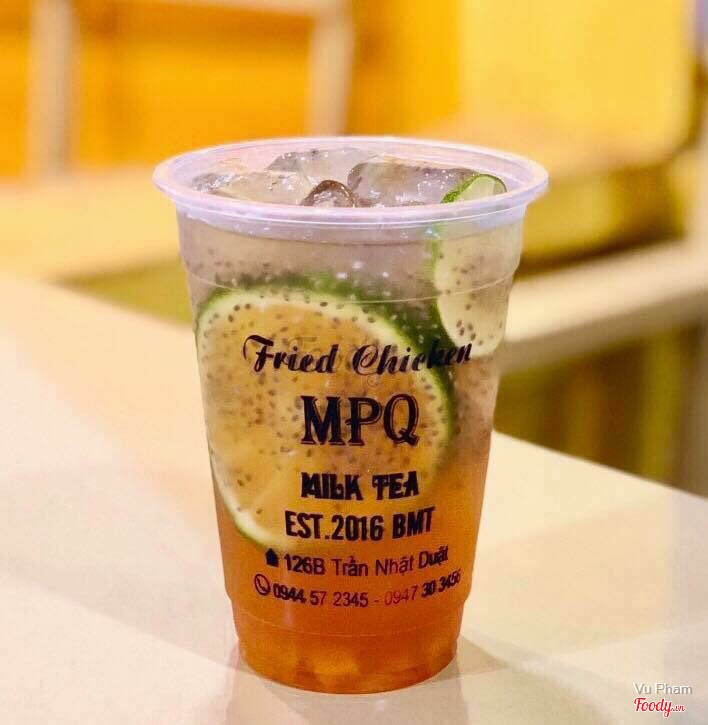 Fried Chicken
MPQ
MILK TEA
EST.2016 BMT
126B Trần Nhật Duật
0944 57 2345 - 0947 30 3456
Vu Pham
Foody.vn